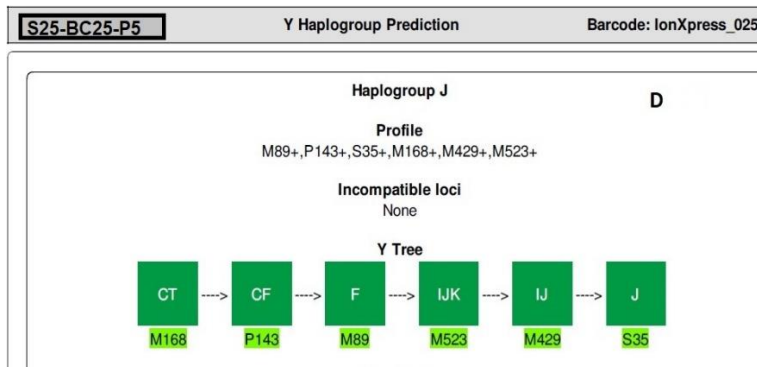 S25-BC25-P5 Y Haplogroup Prediction Barcode: IonXpress_025
Haplogroup J
D
Profile
M89+,P143+,S35+,M168+,M429+,M523+
Incompatible loci
None
Y Tree
CT ----> CF ----> F ----> IJK ----> IJ ----> J
M168 P143 M89 M523 M429 S35